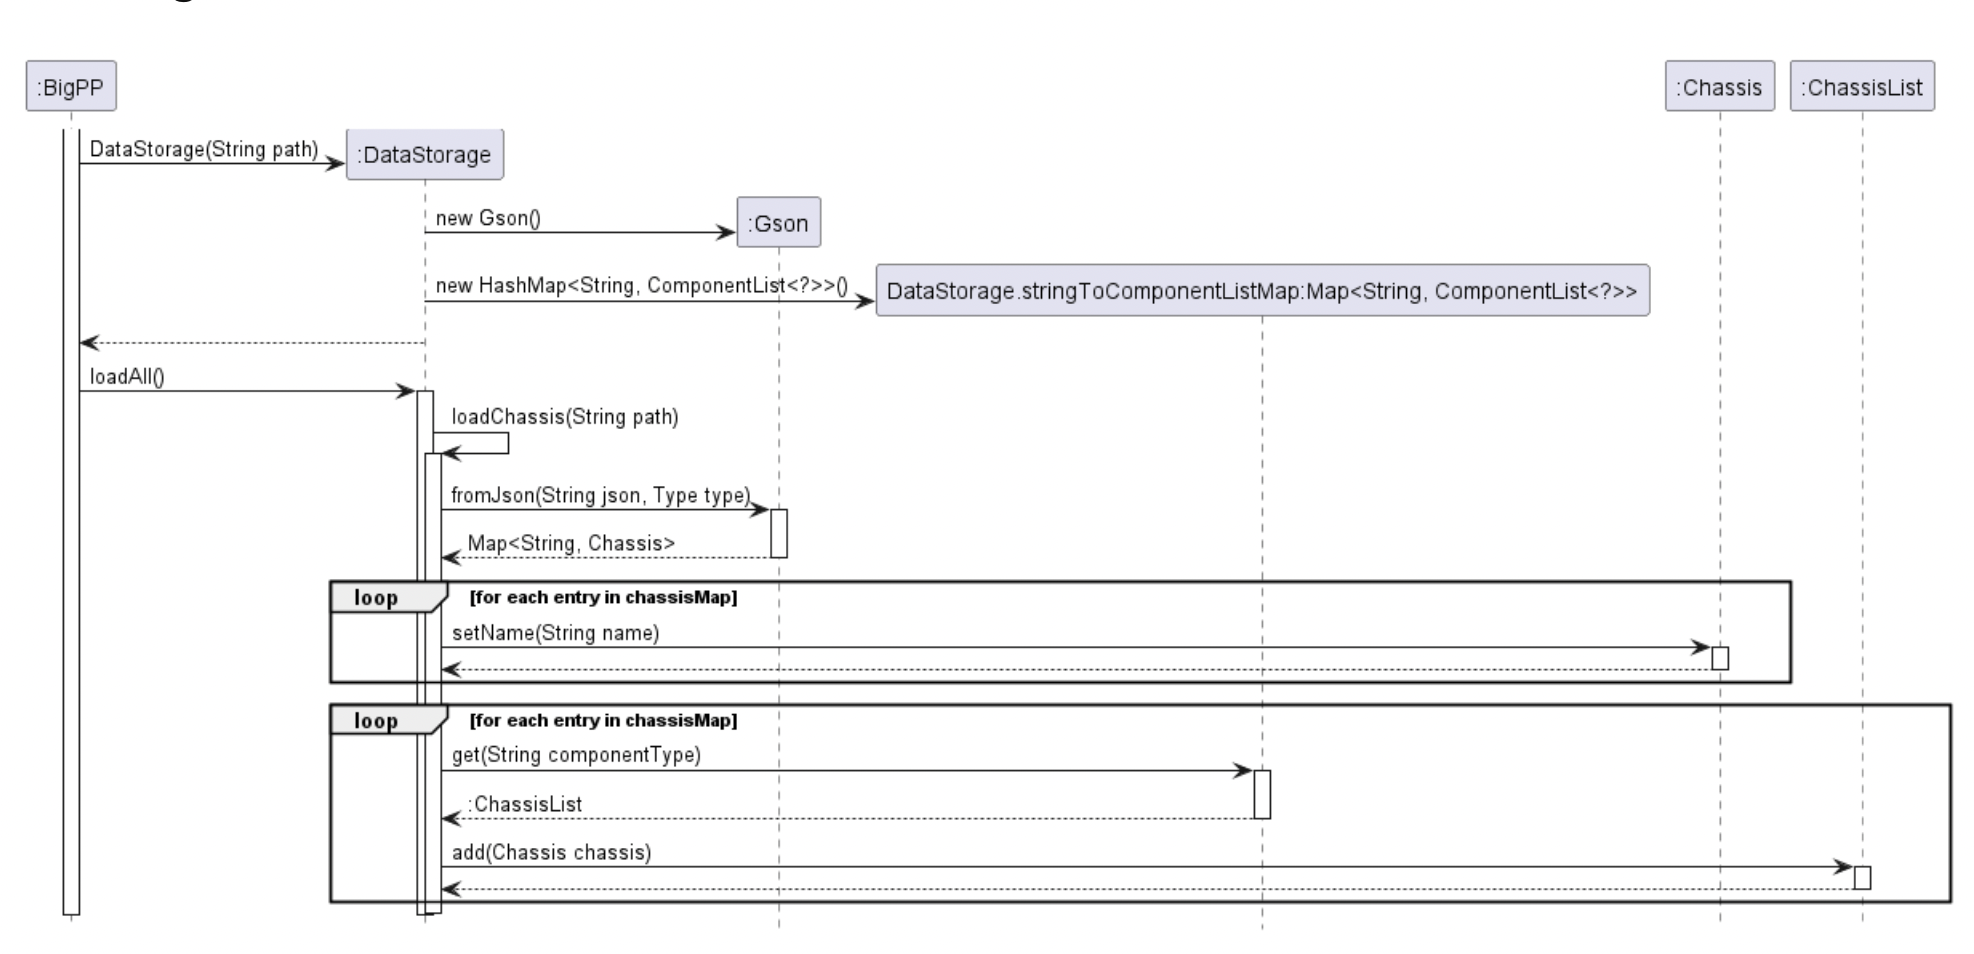 :BigPP
:Chassis
:ChassisList
DataStorage(String path)
:DataStorage
new Gson()
:Gson
new HashMap<String, ComponentList<?>>()
DataStorage.stringToComponentListMap:Map<String, ComponentList<?>>
loadAll()
loadChassis(String path)
fromJson(String json, Type type)
Map<String, Chassis>
loop [for each entry in chassisMap]
setName(String name)
loop [for each entry in chassisMap]
get(String componentType)
:ChassisList
add(Chassis chassis)